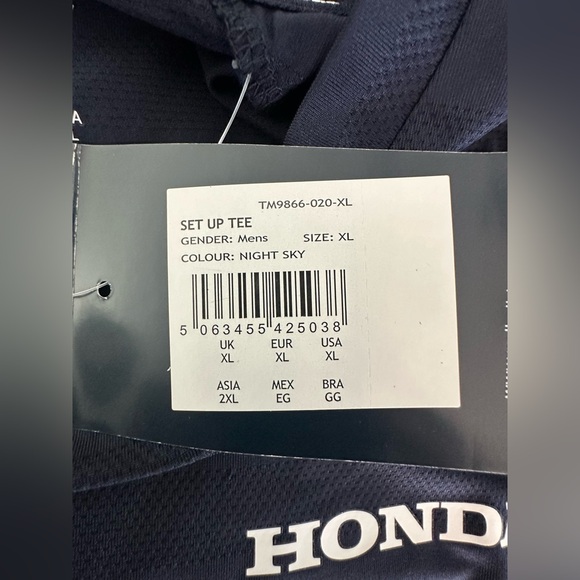 A
L
TM9866-020-XL
SET UP TEE
GENDER: Mens SIZE: XL
COLOUR: NIGHT SKY
5 063455 425038
UK EUR USA
XL XL XL
ASIA MEX BRA
2XL EG GG
HONDA